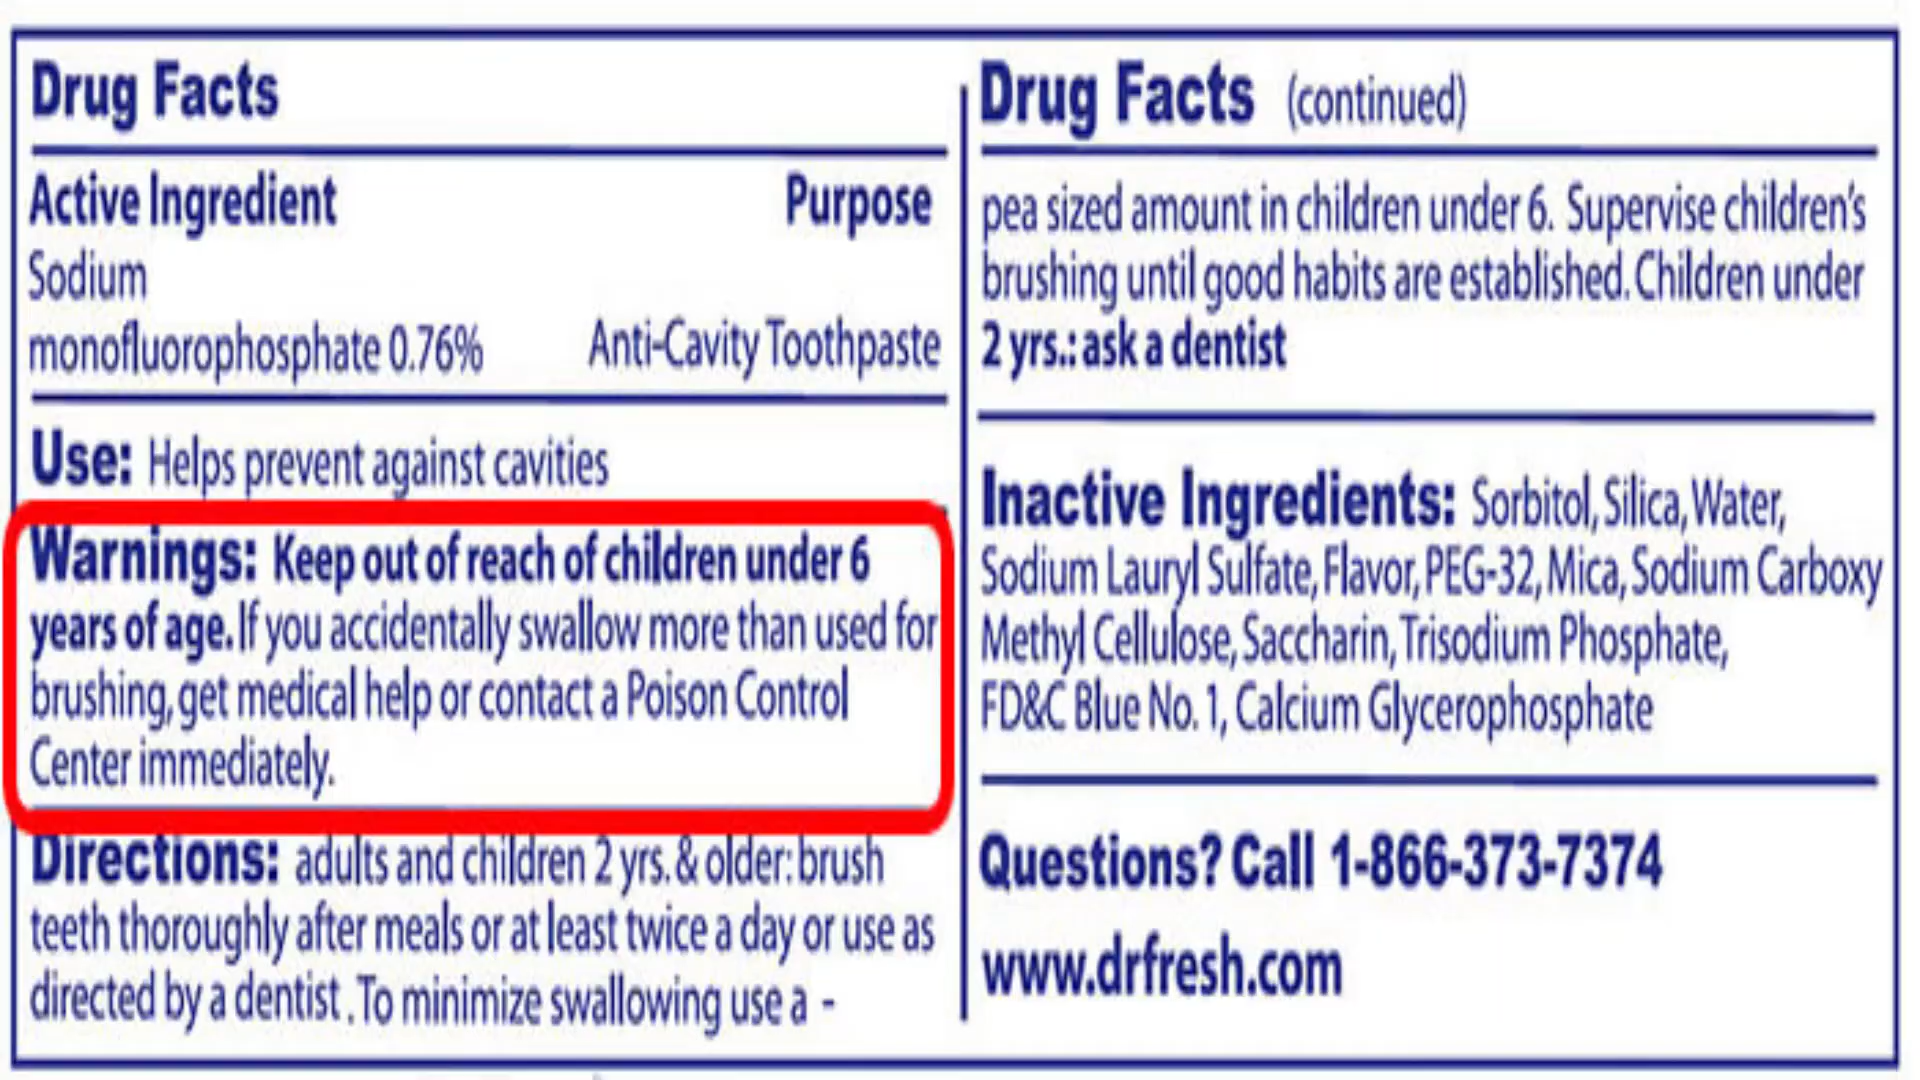 Drug Facts
Active Ingredient Purpose
Sodium
monofluorophosphate 0.76% Anti-Cavity Toothpaste
Use: Helps prevent against cavities
Warnings: Keep out of reach of children under 6
years of age. If you accidentally swallow more than used for
brushing, get medical help or contact a Poison Control
Center immediately.
Directions: adults and children 2 yrs. & older: brush
teeth thoroughly after meals or at least twice a day or use as
directed by a dentist . To minimize swallowing use a -
Drug Facts (continued)
pea sized amount in children under 6. Supervise children's
brushing until good habits are established. Children under
2 yrs.: ask a dentist
Inactive Ingredients: Sorbitol, Silica, Water,
Sodium Lauryl Sulfate, Flavor, PEG-32, Mica, Sodium Carboxy
Methyl Cellulose, Saccharin, Trisodium Phosphate,
FD&C Blue No. 1, Calcium Glycerophosphate
Questions? Call 1-866-373-7374
www.drfresh.com